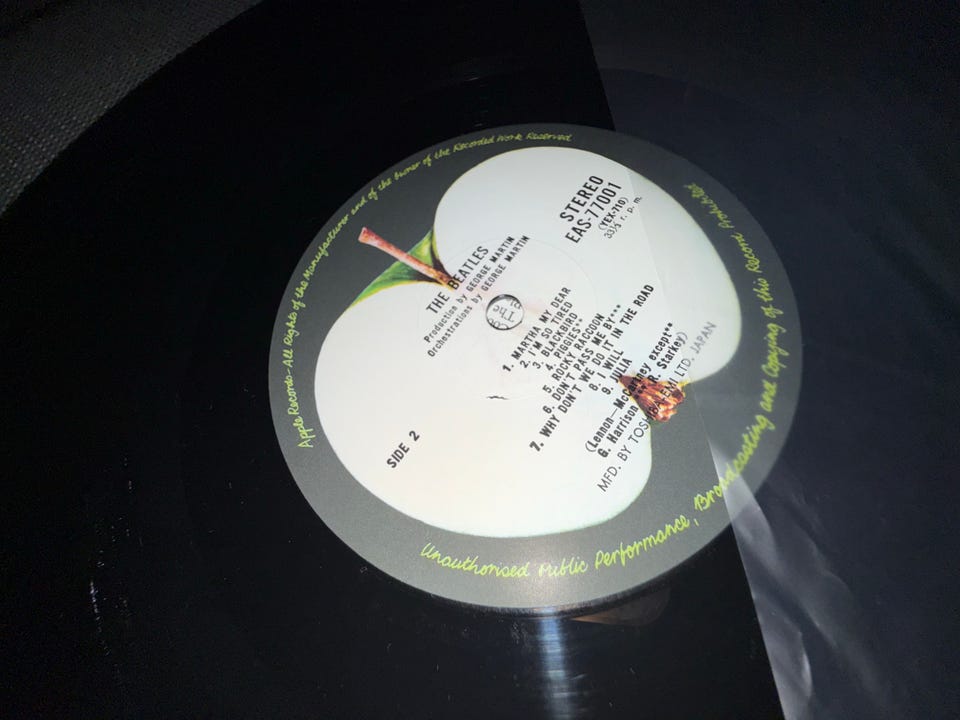 Apple Records-All Rights of the Manufacturer and of the Owner of the Recorded Work Reserved
STEREO
EAS-77001
(YEX-710)
33⅓ r. p. m.
THE BEATLES
Production by GEORGE MARTIN
Orchestrations by GEORGE MARTIN
The
1. MARTHA MY DEAR
2. I'M SO TIRED
3. BLACKBIRD
4. PIGGIES**
5. ROCKY RACCOON
6. DON'T PASS ME BY**
7. WHY DON'T WE DO IT IN THE ROAD
8. I WILL
9. JULIA
(Lennon—McCartney except**
G. Harrison R. Starkey)
MFD. BY TOSHIBA EMI LTD. JAPAN
SIDE 2
Unauthorised Public Performance, Broadcasting and Copying of this Record Prohibited